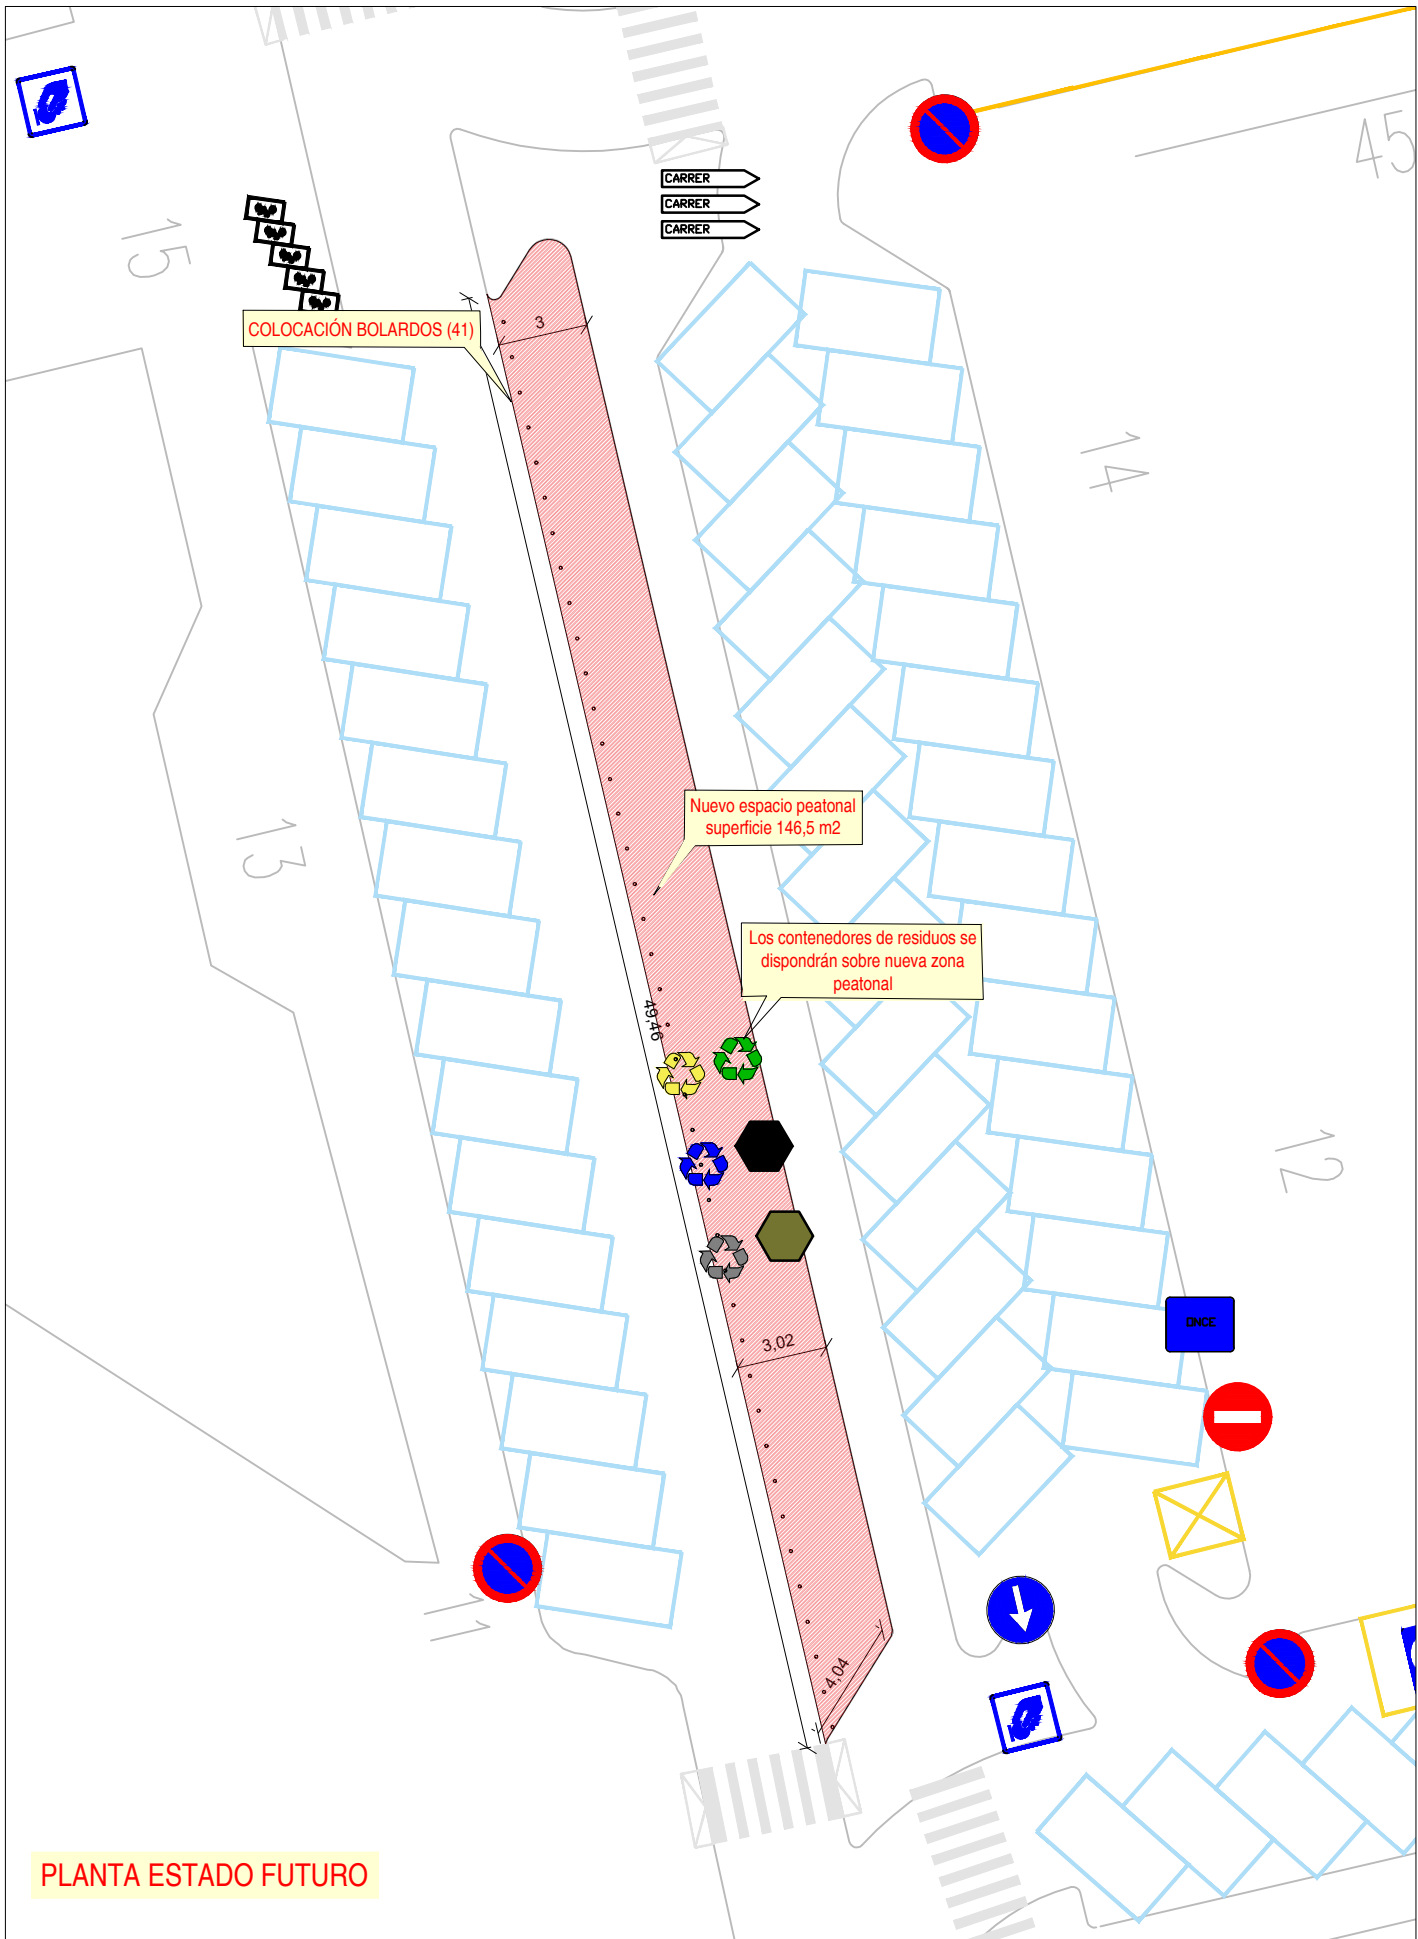 45
CARRER
CARRER
CARRER
15
COLOCACIÓN BOLARDOS (41)
3
14
Nuevo espacio peatonal
superficie 146,5 m2
13
Los contenedores de residuos se
dispondrán sobre nueva zona
peatonal
49,46
12
ONCE
3,02
11
4,04
PLANTA ESTADO FUTURO